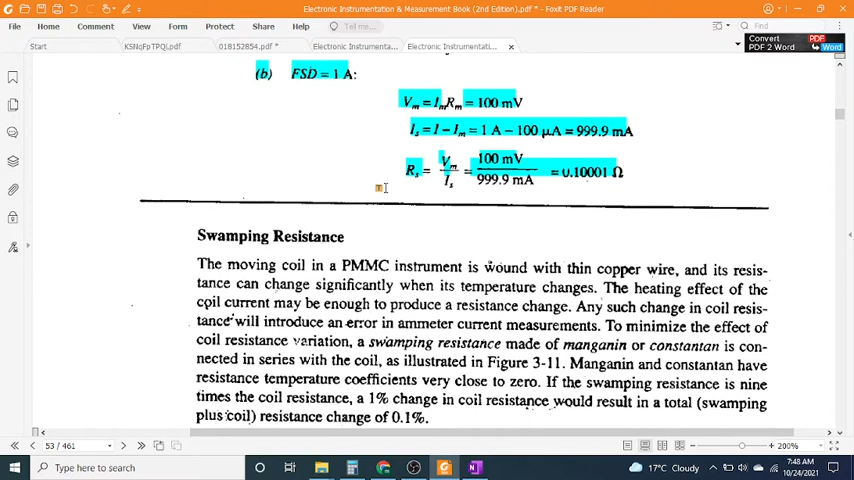 Electronic Instrumentation & Measurement Book (2nd Edition).pdf * - Foxit PDF Reader
File Home Comment View Form Protect Share Help Tell me... Find
Start KSNqFpTPQl.pdf 018152854.pdf * Electronic Instrumenta... Electronic Instrumentati...
Convert PDF
PDF 2 Word Word
(b) FSD = 1 A:
Vm = ImRm = 100 mV
Is = I − Im = 1 A − 100 μA = 999.9 mA
Rs = Vm/Is = 100 mV/999.9 mA = 0.10001 Ω
Swamping Resistance
The moving coil in a PMMC instrument is wound with thin copper wire, and its resis-
tance can change significantly when its temperature changes. The heating effect of the
coil current may be enough to produce a resistance change. Any such change in coil resis-
tance will introduce an error in ammeter current measurements. To minimize the effect of
coil resistance variation, a swamping resistance made of manganin or constantan is con-
nected in series with the coil, as illustrated in Figure 3-11. Manganin and constantan have
resistance temperature coefficients very close to zero. If the swamping resistance is nine
times the coil resistance, a 1% change in coil resistance would result in a total (swamping
plus coil) resistance change of 0.1%.
53 / 461 200%
Type here to search 17°C Cloudy 7:48 AM
10/24/2021